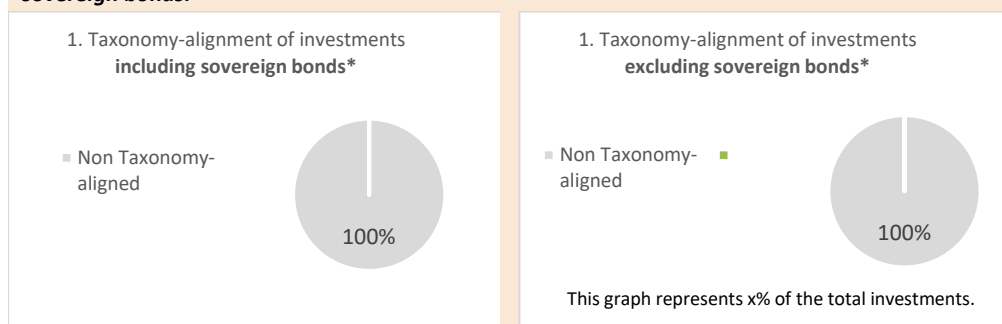 sovereign bonds.
1. Taxonomy-alignment of investments
including sovereign bonds*
Non Taxonomy-
aligned
100%
1. Taxonomy-alignment of investments
excluding sovereign bonds*
Non Taxonomy-
aligned
100%
This graph represents x% of the total investments.